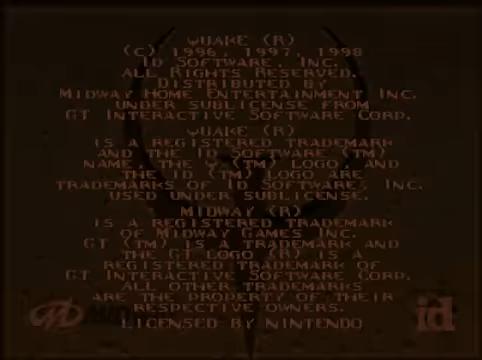 QUAKE (R)
(C) 1996, 1997, 1998
ID SOFTWARE, INC.
ALL RIGHTS RESERVED.
DISTRIBUTED BY
MIDWAY HOME ENTERTAINMENT INC.
UNDER SUBLICENSE FROM
GT INTERACTIVE SOFTWARE CORP.
QUAKE (R)
IS A REGISTERED TRADEMARK
AND THE ID SOFTWARE (TM)
NAME, THE Q (TM) LOGO, AND
THE ID (TM) LOGO ARE
TRADEMARKS OF ID SOFTWARE, INC.
USED UNDER SUBLICENSE.
MIDWAY (R)
IS A REGISTERED TRADEMARK
OF MIDWAY GAMES INC.
GT (TM) IS A TRADEMARK AND
THE GT LOGO (R) IS A
REGISTERED TRADEMARK OF
GT INTERACTIVE SOFTWARE CORP.
ALL OTHER TRADEMARKS
ARE THE PROPERTY OF THEIR
RESPECTIVE OWNERS.
LICENSED BY NINTENDO
id